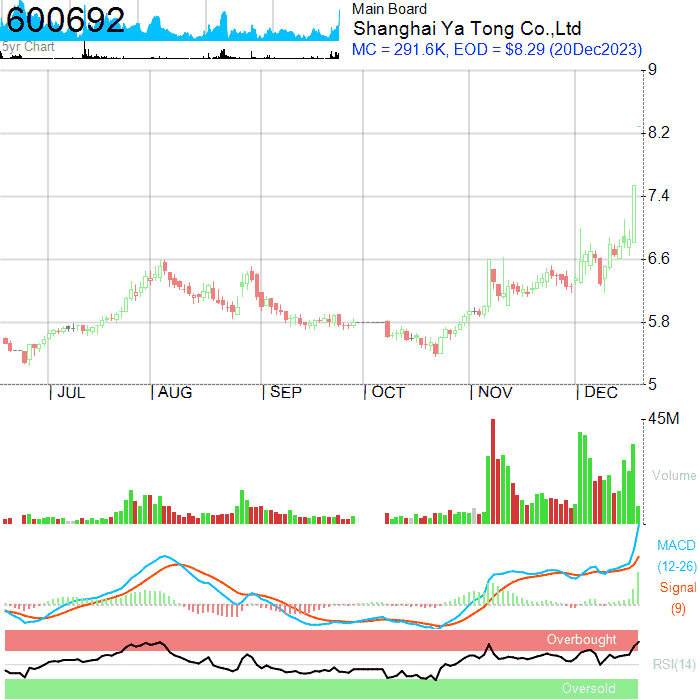 600692
5yr Chart
Main Board
Shanghai Ya Tong Co.,Ltd
MC = 291.6K, EOD = $8.29 (20Dec2023)
9
8.2
7.4
6.6
5.8
5
JUL AUG SEP OCT NOV DEC
45M
Volume
MACD
(12-26)
Signal
(9)
Overbought
RSI(14)
Oversold